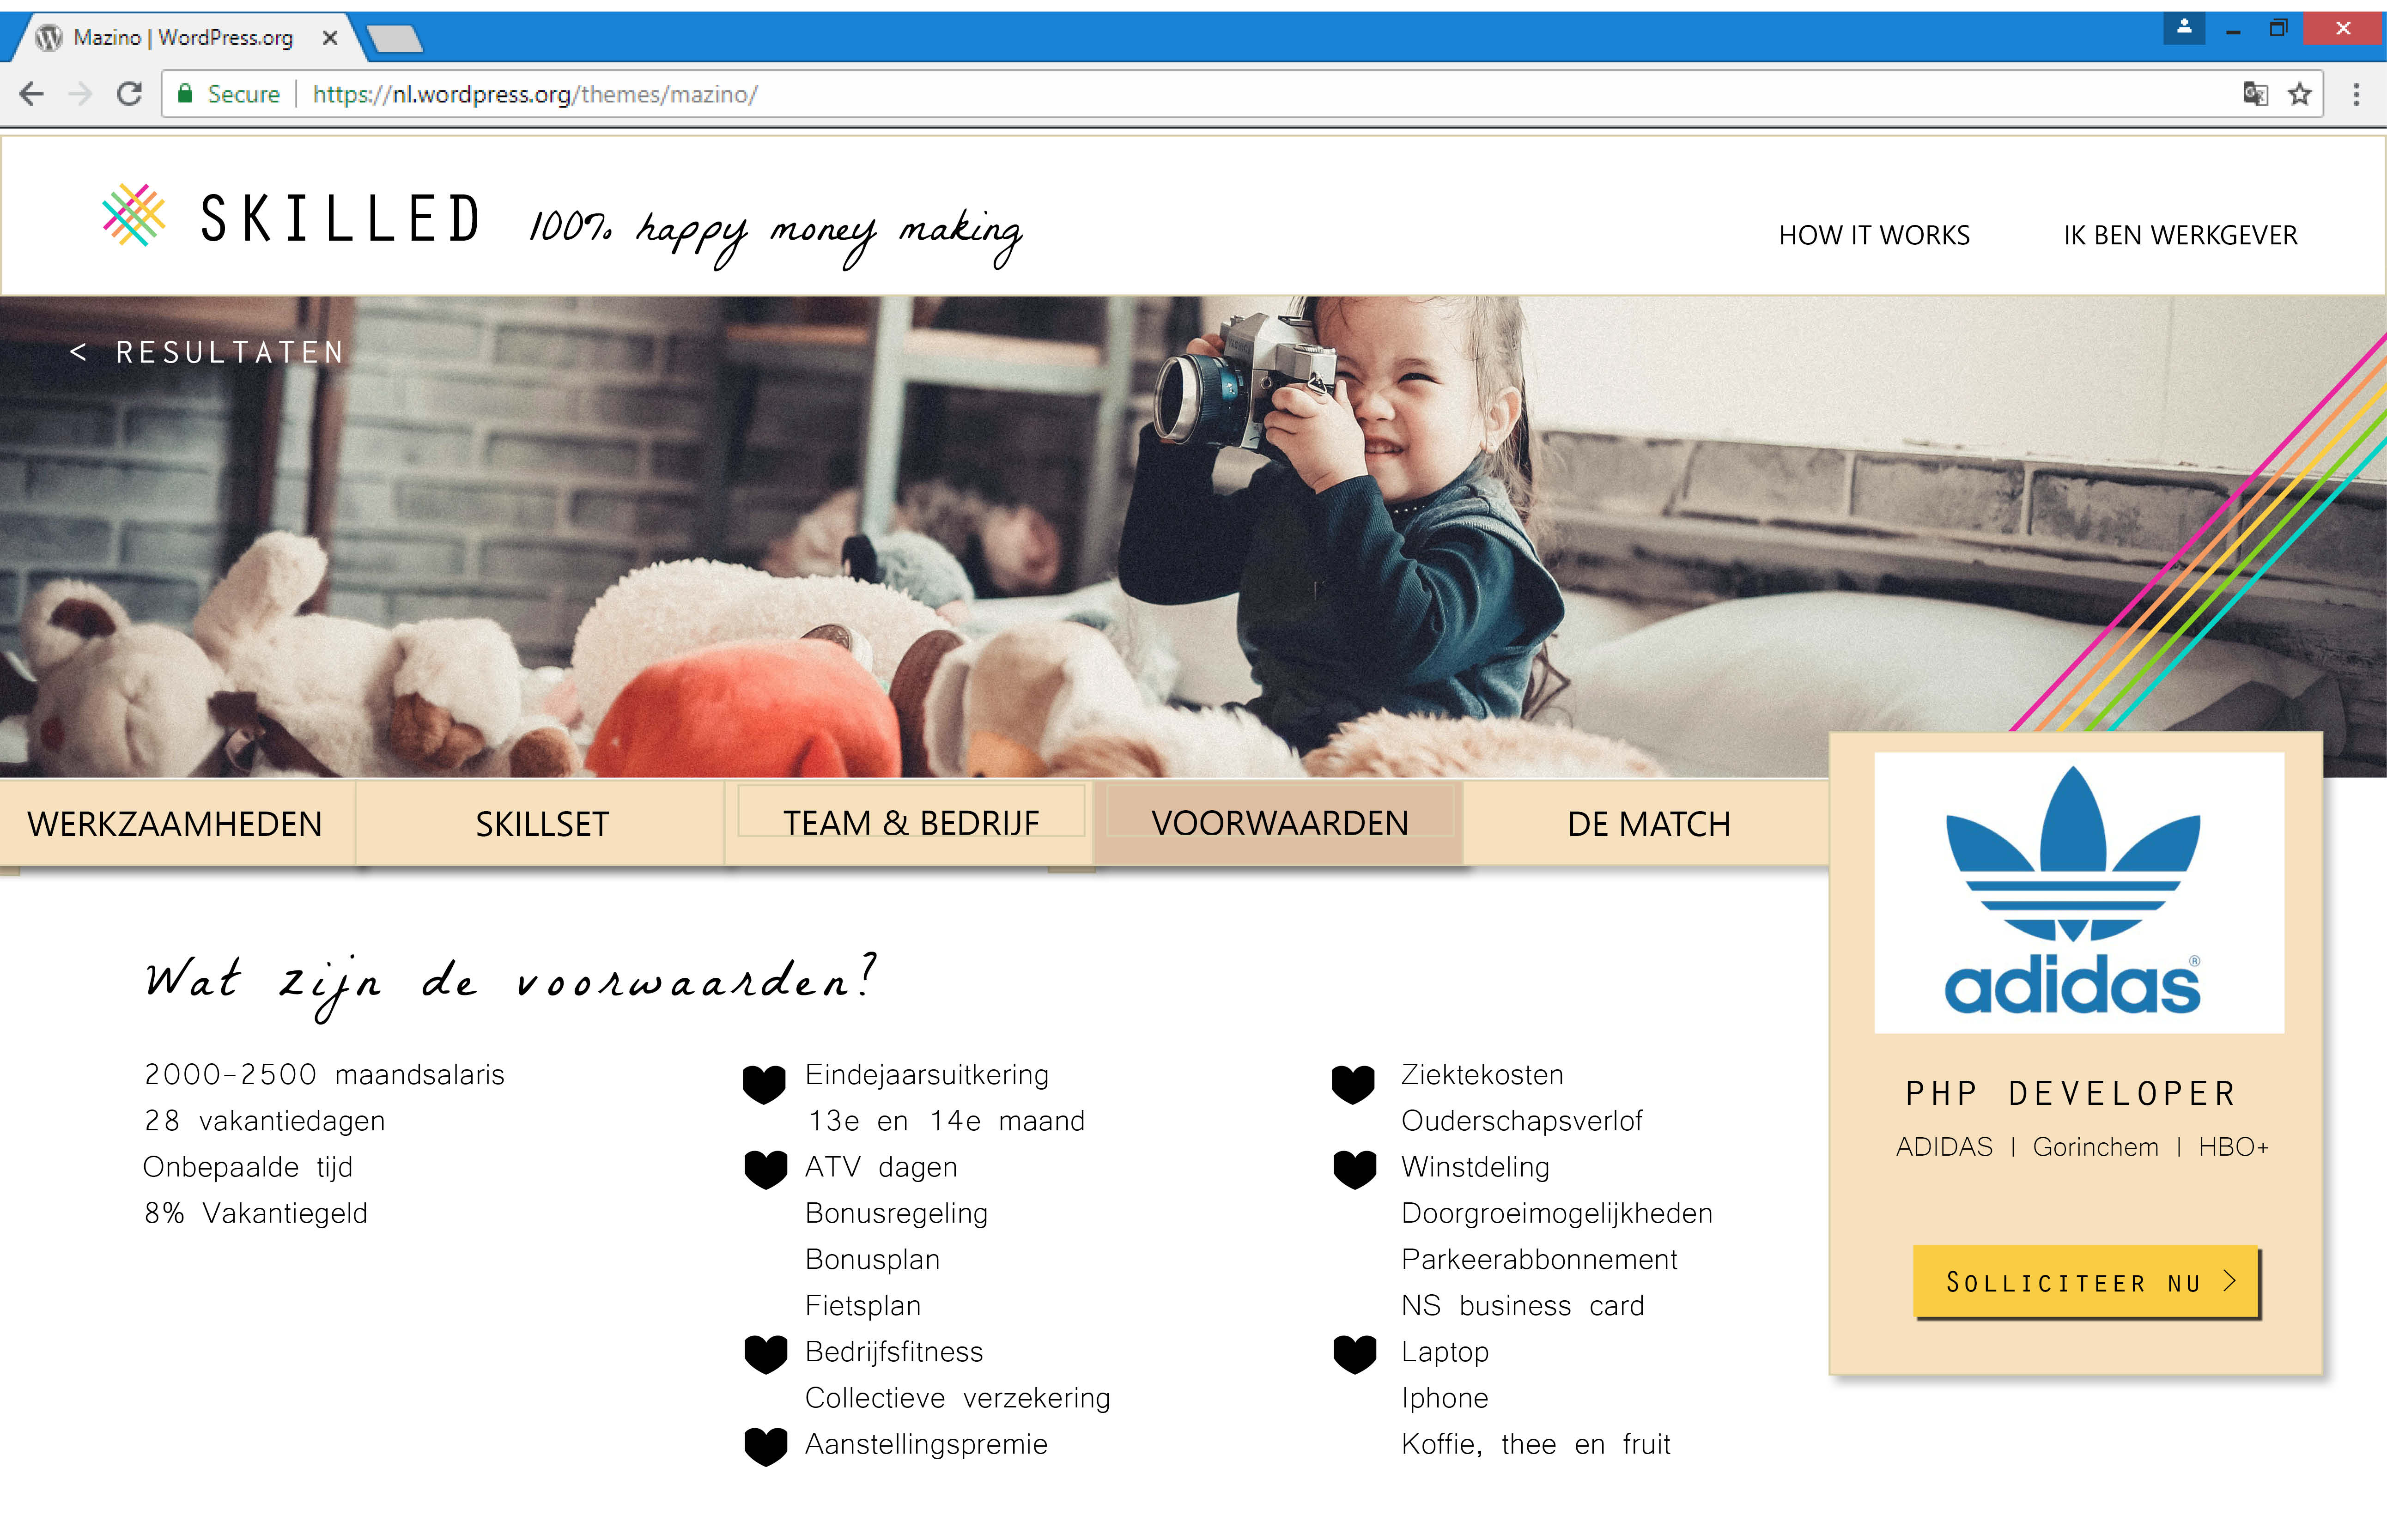 Mazino | WordPress.org
Secure | https://nl.wordpress.org/themes/mazino/
SKILLED 100% happy money making
HOW IT WORKS IK BEN WERKGEVER
< RESULTATEN
WERKZAAMHEDEN SKILLSET TEAM & BEDRIJF VOORWAARDEN DE MATCH
adidas®
Wat zijn de voorwaarden?
2000-2500 maandsalaris
28 vakantiedagen
Onbepaalde tijd
8% Vakantiegeld
Eindejaarsuitkering
13e en 14e maand
ATV dagen
Bonusregeling
Bonusplan
Fietsplan
Bedrijfsfitness
Collectieve verzekering
Aanstellingspremie
Ziektekosten
Ouderschapsverlof
Winstdeling
Doorgroeimogelijkheden
Parkeerabbonnement
NS business card
Laptop
Iphone
Koffie, thee en fruit
PHP DEVELOPER
ADIDAS | Gorinchem | HBO+
SOLLICITEER NU >